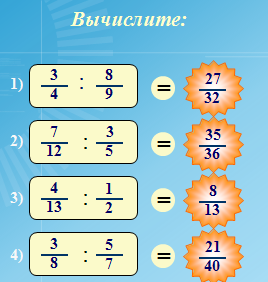 Вычислите:
1) 3/4 : 8/9 = 27/32
2) 7/12 : 3/5 = 35/36
3) 4/13 : 1/2 = 8/13
4) 3/8 : 5/7 = 21/40